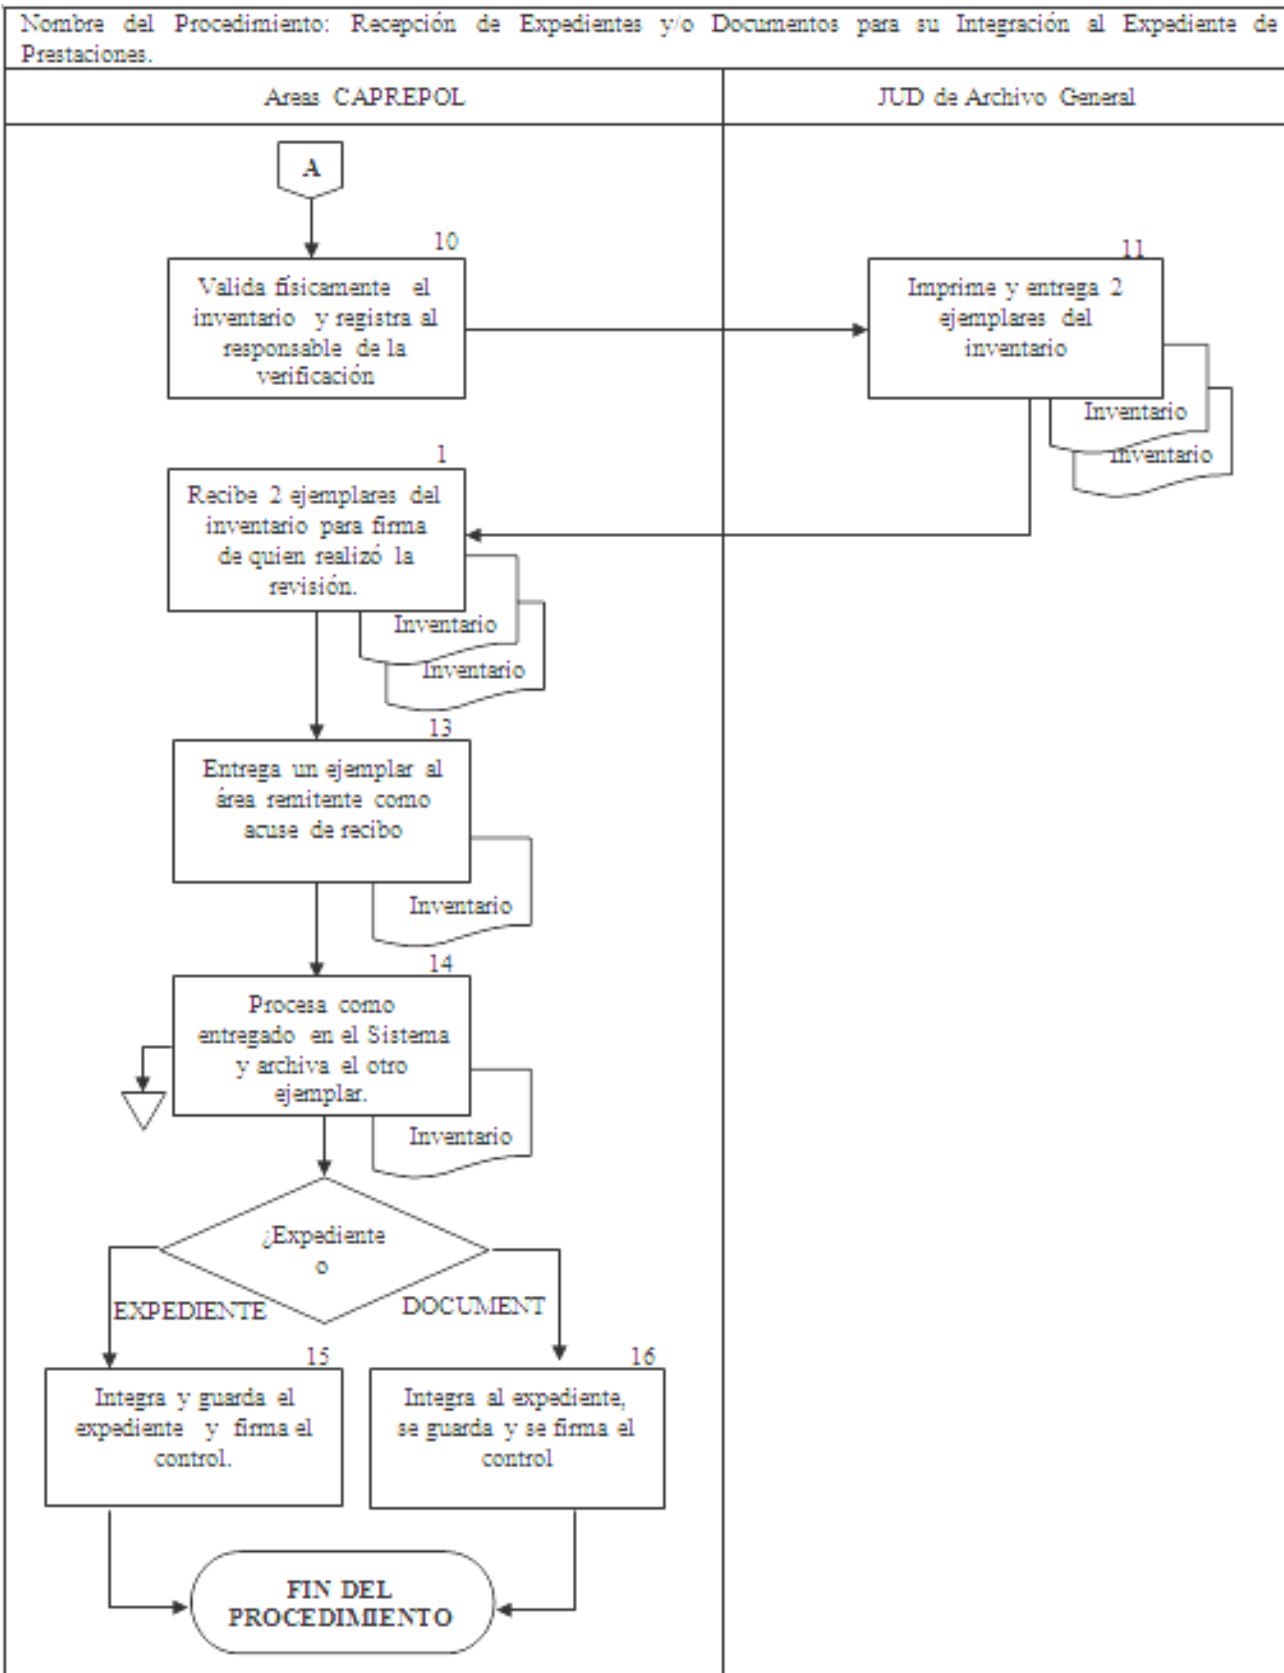 Nombre del Procedimiento: Recepción de Expedientes y/o Documentos para su Integración al Expediente de
Prestaciones.
Areas CAPREPOL
JUD de Archivo General
A
10
Valida físicamente el
inventario y registra al
responsable de la
verificación
11
Imprime y entrega 2
ejemplares del
inventario
Inventario
Inventario
1
Recibe 2 ejemplares del
inventario para firma
de quien realizó la
revisión.
Inventario
Inventario
13
Entrega un ejemplar al
área remitente como
acuse de recibo
Inventario
14
Procesa como
entregado en el Sistema
y archiva el otro
ejemplar.
Inventario
¿Expediente
o
EXPEDIENTE
DOCUMENT
15
Integra y guarda el
expediente y firma el
control.
16
Integra al expediente,
se guarda y se firma el
control
FIN DEL
PROCEDIMIENTO